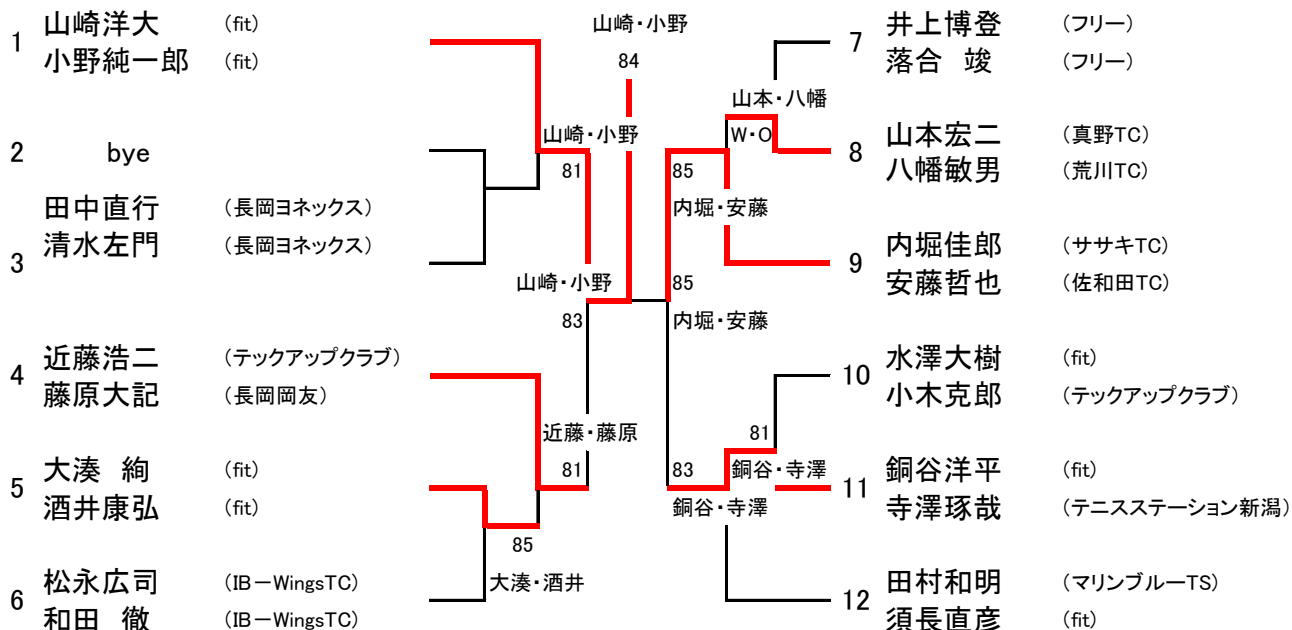 1 山崎洋大 (fit)
小野純一郎 (fit)
2 bye
田中直行 (長岡ヨネックス)
3 清水左門 (長岡ヨネックス)
4 近藤浩二 (テックアップクラブ)
藤原大記 (長岡岡友)
5 大湊 絢 (fit)
酒井康弘 (fit)
6 松永広司 (IB－WingsTC)
和田 徹 (IB－WingsTC)
山崎・小野
81
山崎・小野
83
近藤・藤原
81
85
大湊・酒井
山崎・小野
84
山本・八幡
W・O
85
内堀・安藤
85
内堀・安藤
81
銅谷・寺澤
83
銅谷・寺澤
7 井上博登 (フリー)
落合 竣 (フリー)
8 山本宏二 (真野TC)
八幡敏男 (荒川TC)
9 内堀佳郎 (ササキTC)
安藤哲也 (佐和田TC)
10 水澤大樹 (fit)
小木克郎 (テックアップクラブ)
11 銅谷洋平 (fit)
寺澤琢哉 (テニスステーション新潟)
12 田村和明 (マリンブルーTS)
須長直彦 (fit)